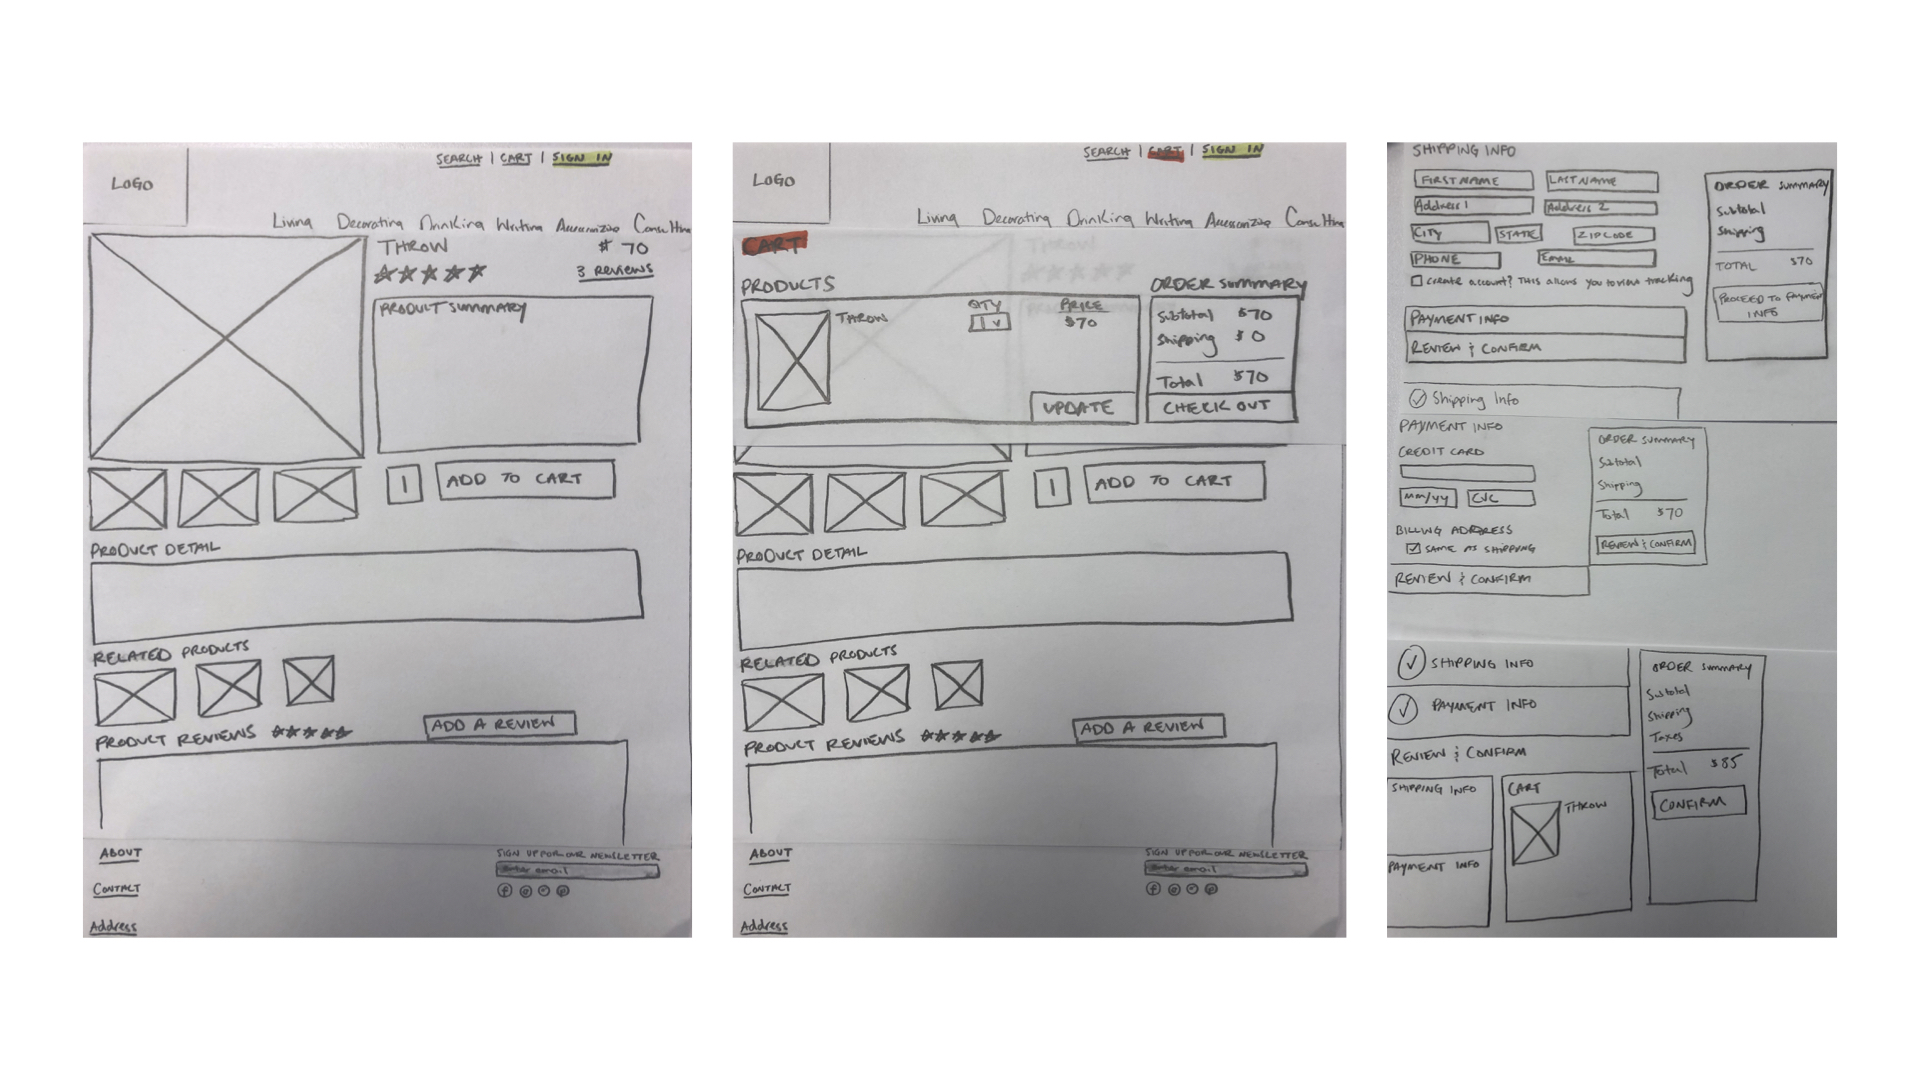 SEARCH | CART | SIGN IN
LOGO
Living Decorating Drinking Writing Accessorizing Consulting
THROW $ 70
3 Reviews
PRODUCT SUMMARY
1 ADD TO CART
PRODUCT DETAIL
RELATED PRODUCTS
PRODUCT REVIEWS ADD A REVIEW
ABOUT
CONTACT
Address
SIGN UP FOR OUR NEWSLETTER
Enter email
SEARCH | CART | SIGN IN
LOGO
Living Decorating Drinking Writing Accessorizing Consulting
CART
PRODUCTS
QTY PRICE
THROW 1 $70
UPDATE
ORDER SUMMARY
Subtotal $70
Shipping $ 0
Total $70
CHECK OUT
1 ADD TO CART
PRODUCT DETAIL
RELATED PRODUCTS
PRODUCT REVIEWS ADD A REVIEW
ABOUT
CONTACT
Address
SIGN UP FOR OUR NEWSLETTER
Enter email
SHIPPING INFO
FIRST NAME LAST NAME
Address 1 Address 2
CITY STATE ZIPCODE
PHONE EMAIL
CREATE ACCOUNT? THIS allows you to view tracking
PAYMENT INFO
REVIEW & CONFIRM
ORDER SUMMARY
Subtotal
Shipping
TOTAL $70
PROCEED TO PAYMENT
INFO
Shipping Info
PAYMENT INFO
CREDIT CARD
MM/YY CVC
BILLING ADDRESS
SAME AS SHIPPING
REVIEW & CONFIRM
ORDER SUMMARY
Subtotal
Shipping
Total $70
REVIEW & CONFIRM
SHIPPING INFO
PAYMENT INFO
REVIEW & CONFIRM
SHIPPING INFO
PAYMENT INFO
CART
THROW
ORDER SUMMARY
Subtotal
Shipping
Taxes
Total $85
CONFIRM